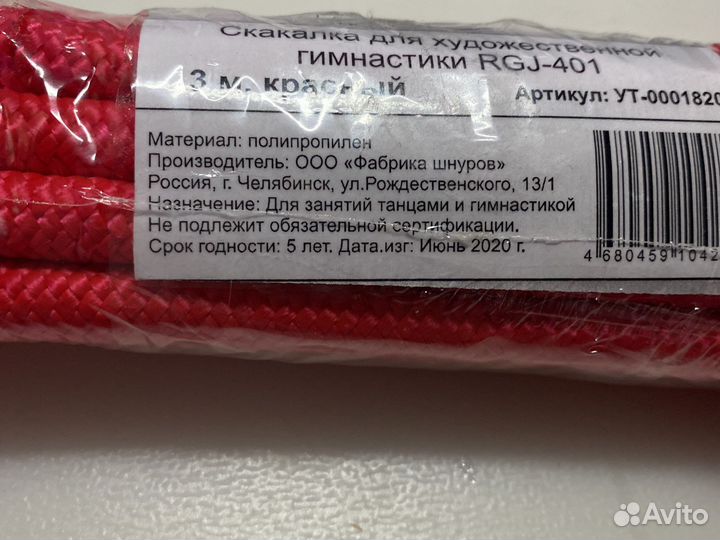 Скакалка для художественной
гимнастики RGJ-401
3 м, красный
Артикул: УТ-0001820
Материал: полипропилен
Производитель: ООО «Фабрика шнуров»
Россия, г. Челябинск, ул.Рождественского, 13/1
Назначение: Для занятий танцами и гимнастикой
Не подлежит обязательной сертификации.
Срок годности: 5 лет. Дата.изг: Июнь 2020 г.
4 680459 1042
Avito